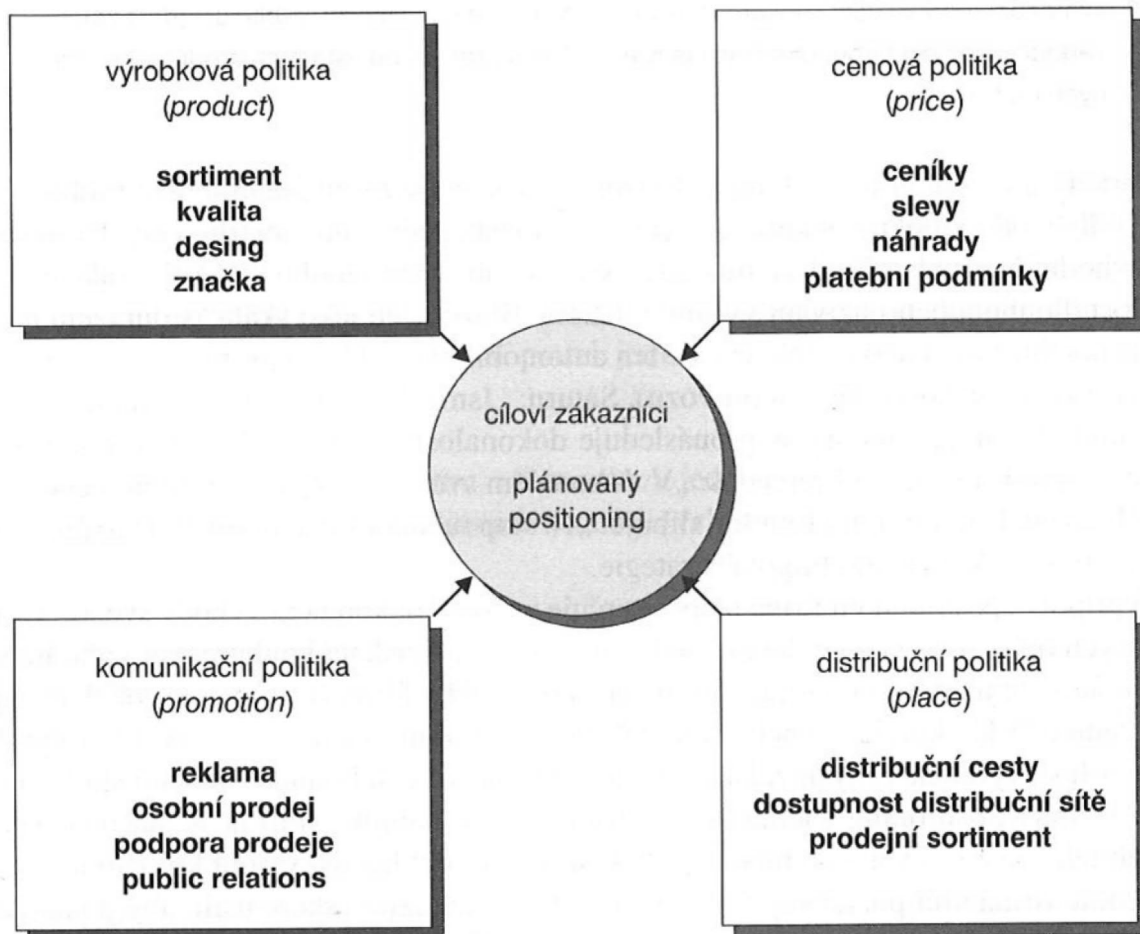 výrobková politika
(product)
sortiment
kvalita
desing
značka
cenová politika
(price)
ceníky
slevy
náhrady
platební podmínky
cíloví zákazníci
plánovaný
positioning
komunikační politika
(promotion)
reklama
osobní prodej
podpora prodeje
public relations
distribuční politika
(place)
distribuční cesty
dostupnost distribuční sítě
prodejní sortiment